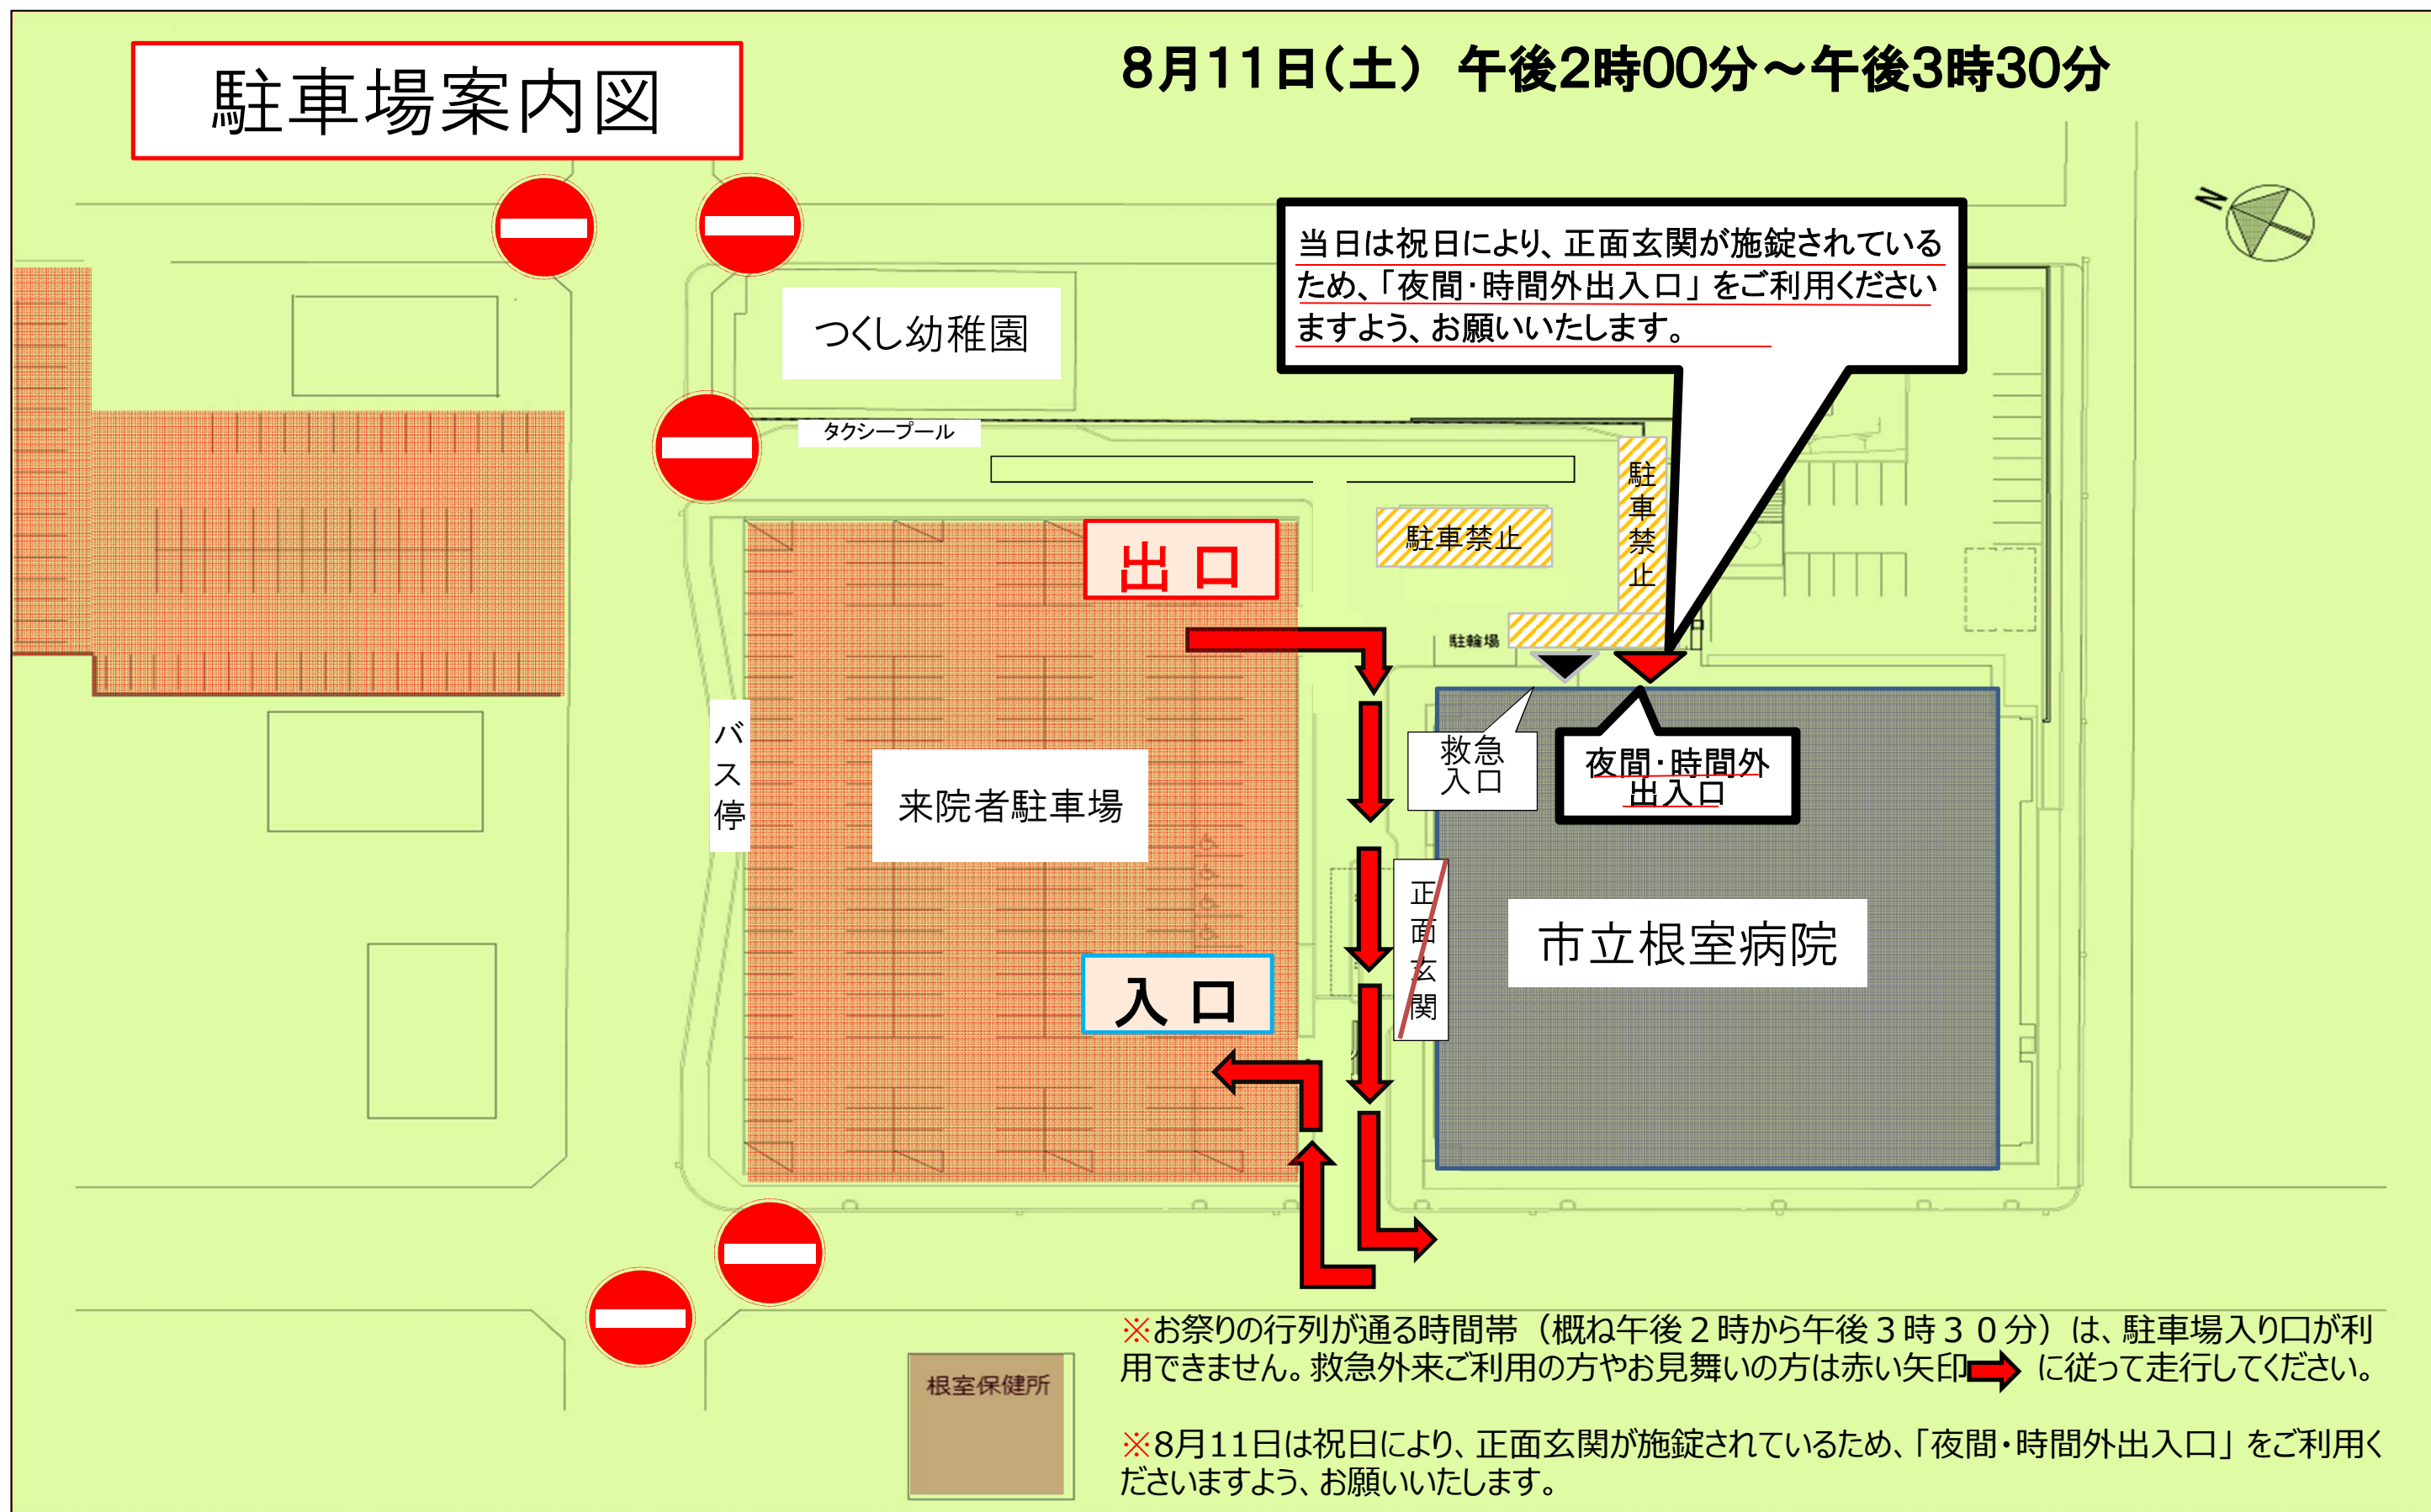 駐車場案内図
8月11日(土) 午後2時00分～午後3時30分
N
当日は祝日により、正面玄関が施錠されている
ため、「夜間・時間外出入口」をご利用ください
ますよう、お願いいたします。
つくし幼稚園
タクシープール
駐車禁止
駐車禁止
出口
駐輪場
バス停
救急
入口
夜間・時間外
出入口
来院者駐車場
正面玄関
市立根室病院
入口
※お祭りの行列が通る時間帯（概ね午後２時から午後３時３０分）は、駐車場入り口が利
用できません。救急外来ご利用の方やお見舞いの方は赤い矢印 に従って走行してください。
根室保健所
※8月11日は祝日により、正面玄関が施錠されているため、「夜間・時間外出入口」をご利用く
ださいますよう、お願いいたします。